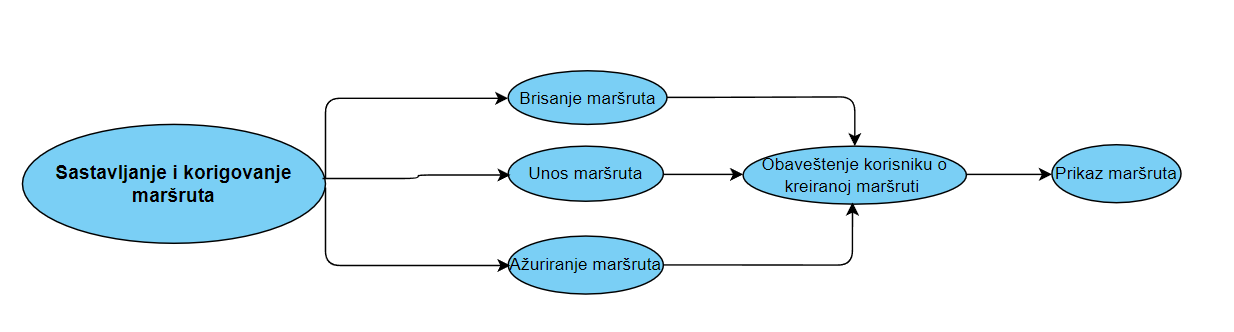 Sastavljanje i korigovanje
maršruta
Brisanje maršruta
Unos maršruta
Ažuriranje maršruta
Obaveštenje korisniku o
kreiranoj maršruti
Prikaz maršruta